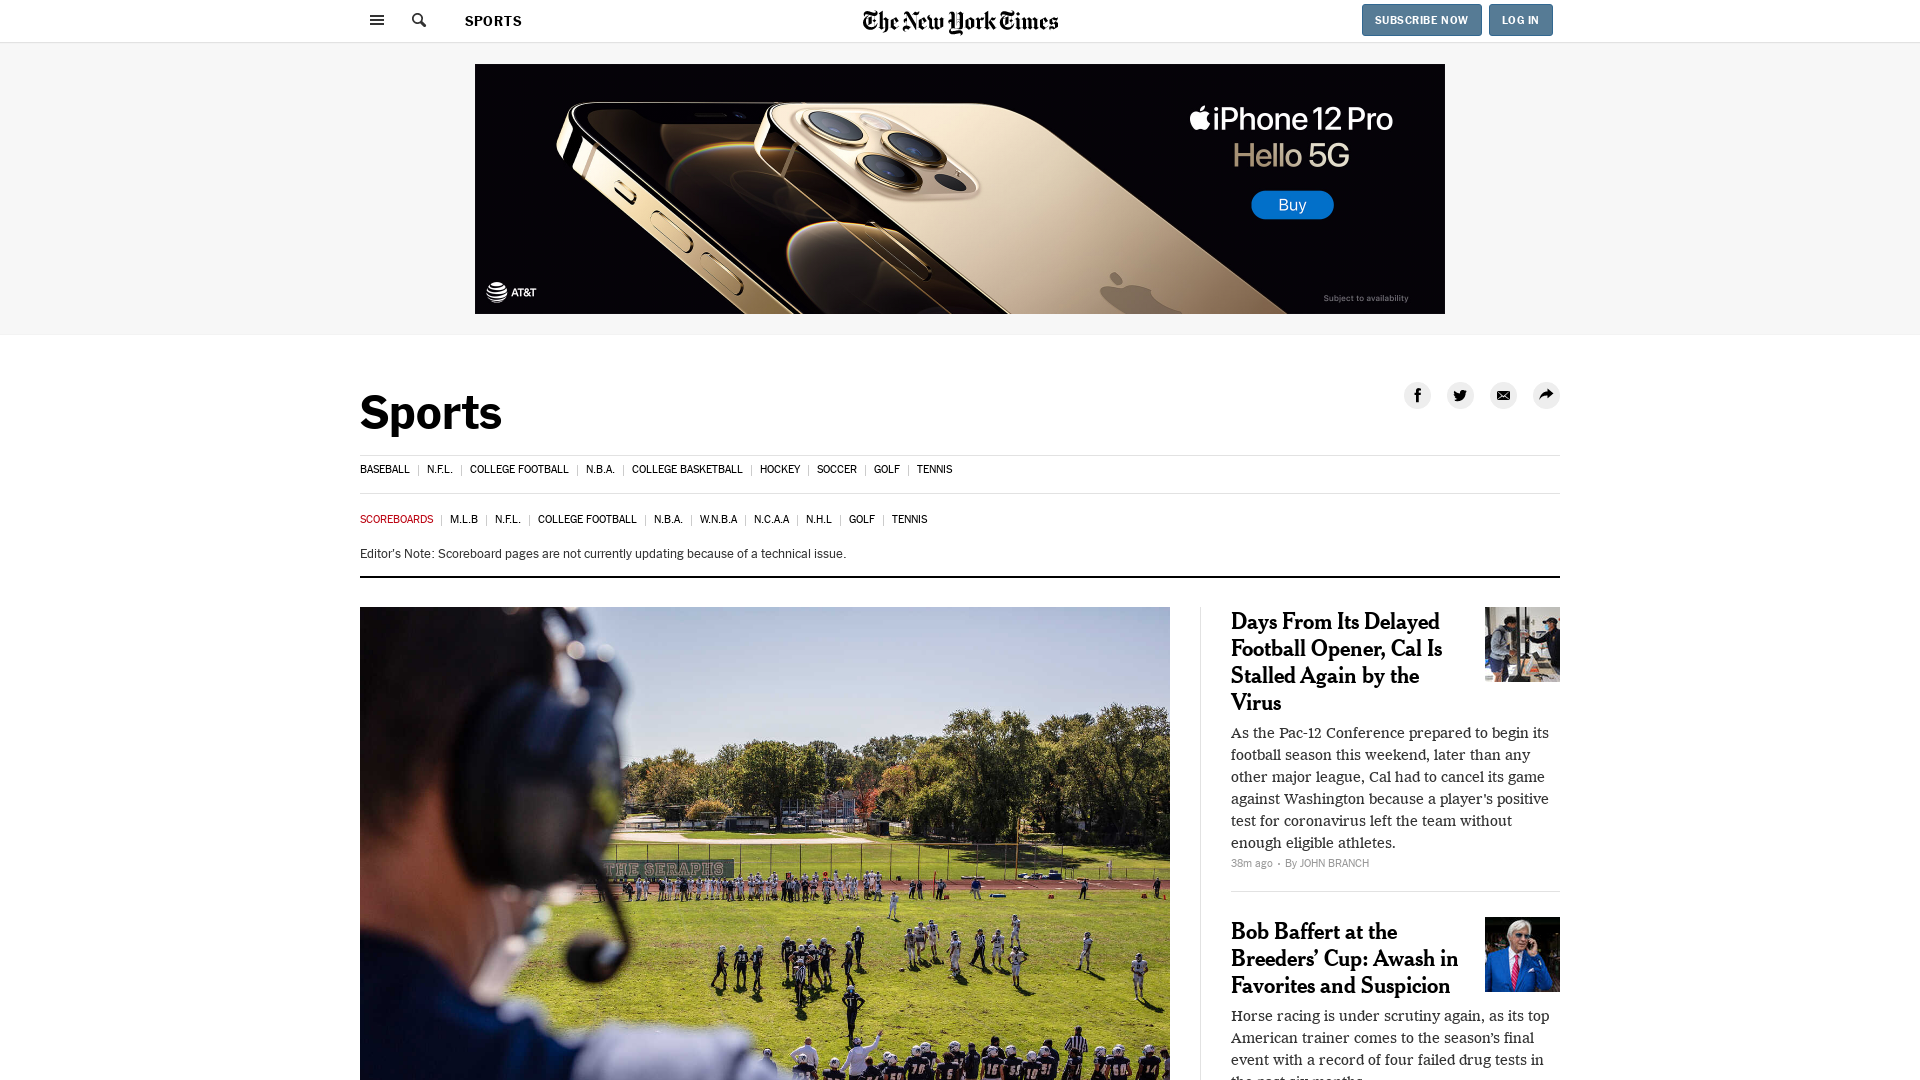 SPORTS
The New York Times
SUBSCRIBE NOW
LOG IN
iPhone 12 Pro
Hello 5G
Buy
AT&T
Subject to availability
Sports
BASEBALL | N.F.L. | COLLEGE FOOTBALL | N.B.A. | COLLEGE BASKETBALL | HOCKEY | SOCCER | GOLF | TENNIS
SCOREBOARDS | M.L.B | N.F.L. | COLLEGE FOOTBALL | N.B.A. | W.N.B.A | N.C.A.A | N.H.L | GOLF | TENNIS
Editor's Note: Scoreboard pages are not currently updating because of a technical issue.
THE SERAPHS
Days From Its Delayed
Football Opener, Cal Is
Stalled Again by the
Virus
As the Pac-12 Conference prepared to begin its
football season this weekend, later than any
other major league, Cal had to cancel its game
against Washington because a player's positive
test for coronavirus left the team without
enough eligible athletes.
38m ago • By JOHN BRANCH
Bob Baffert at the
Breeders’ Cup: Awash in
Favorites and Suspicion
Horse racing is under scrutiny again, as its top
American trainer comes to the season’s final
event with a record of four failed drug tests in